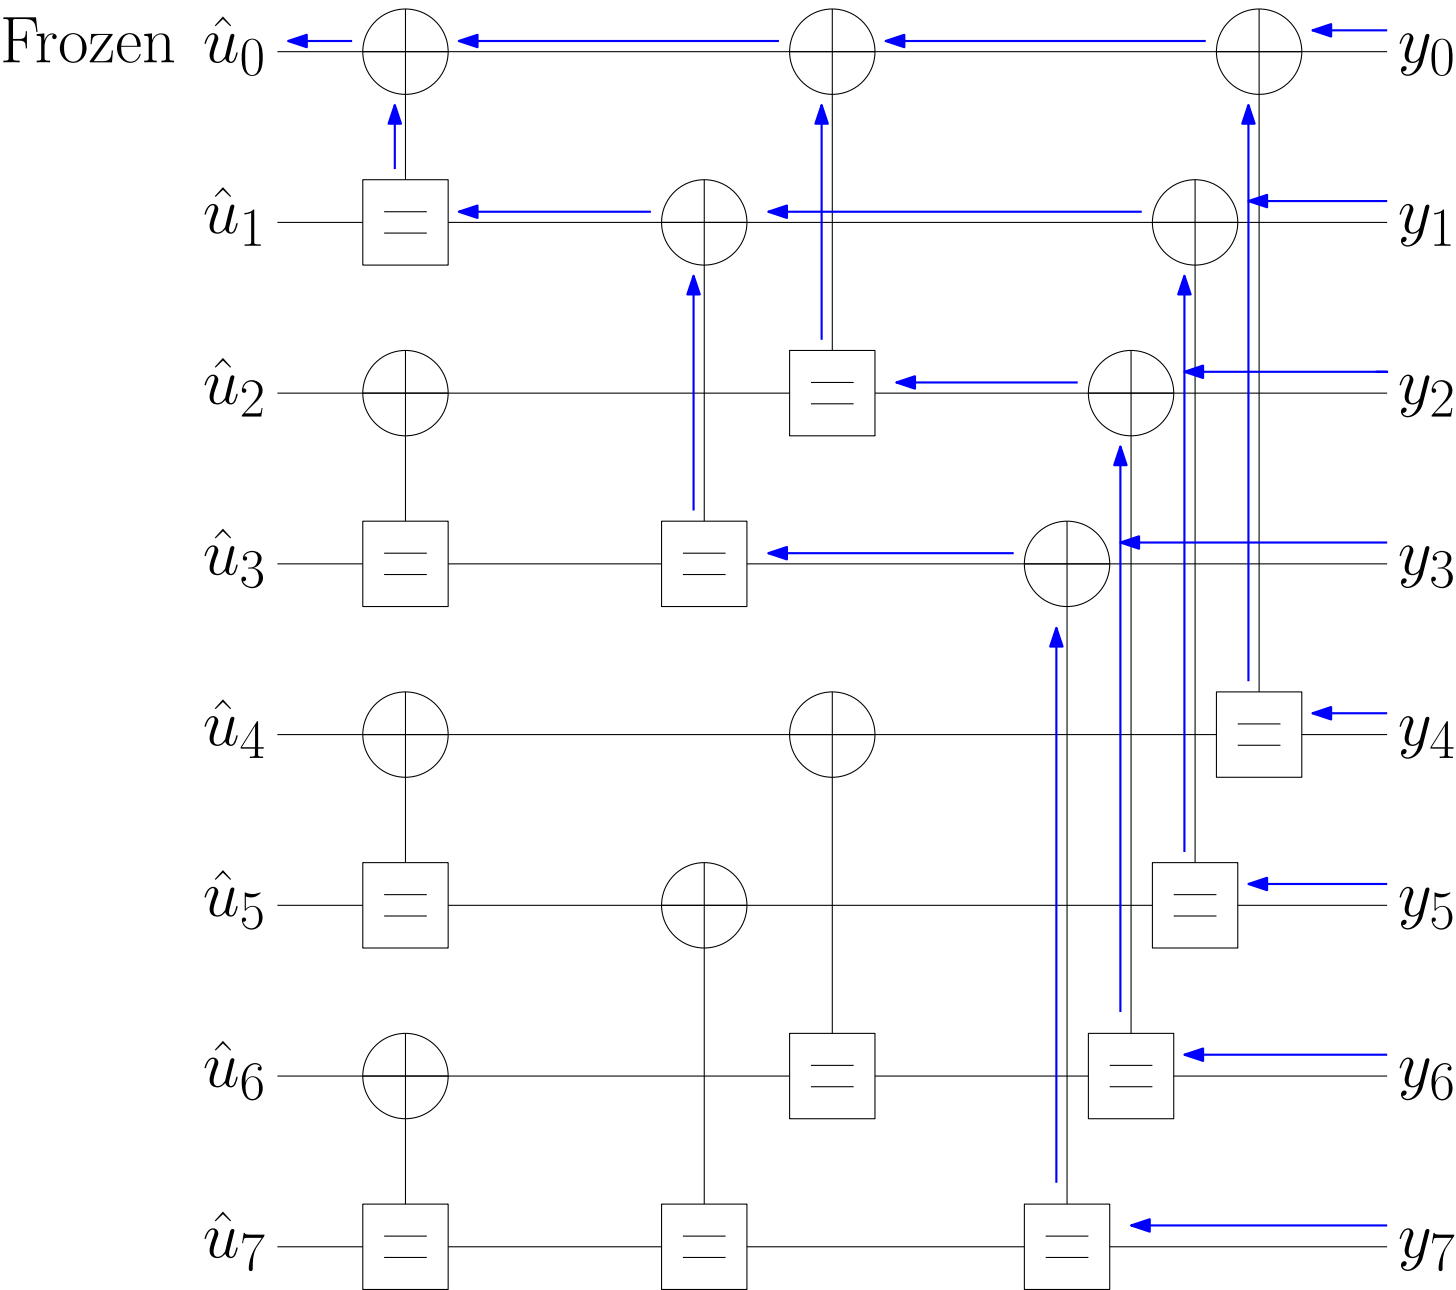 Frozen û₀ y₀
û₁ y₁
û₂ y₂
û₃ y₃
û₄ y₄
û₅ y₅
û₆ y₆
û₇ y₇